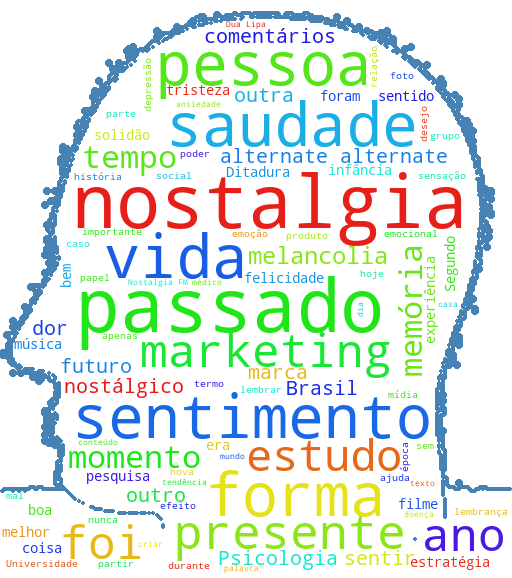 Dua Lipa
comentários
pessoa
relação
depressão
foto
tristeza
outra
foram
sentido
ansiedade
parte
saudade
desejo
grupo
solidão
tempo
poder
alternate alternate
história
social
Ditadura
infância
sensação
nostalgia
importante
emoção
produto
emocional
caso
vida
melancolia
memória
experiência
Segundo
bem
papel
Nostalgia FM
médico
felicidade
hoje
passado
dia
casa
dor
música
apenas
marketing
futuro
marca
nostálgico
termo
lembrar
Brasil
mídia
sentimento
conteúdo
era
estudo
época
sem
momento
mundo
pesquisa
nova
tendência
ajuda
texto
mal
outro
forma
doença
filme
lembrança
boa
efeito
nunca
melhor
coisa
foi
criar
presente
ano
Psicologia
sentir
estratégia
Universidade
partir
durante
palavra